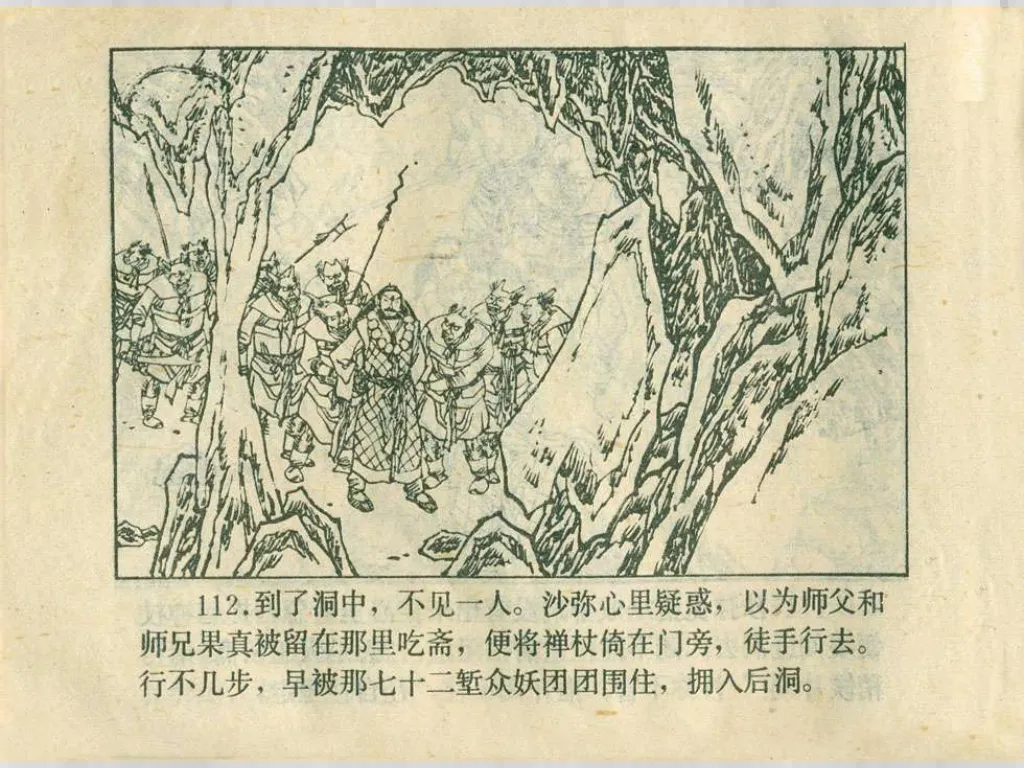 112.到了洞中，不见一人。沙弥心里疑惑，以为师父和
师兄果真被留在那里吃斋，便将禅杖倚在门旁，徒手行去。
行不几步，早被那七十二堑众妖团团围住，拥入后洞。